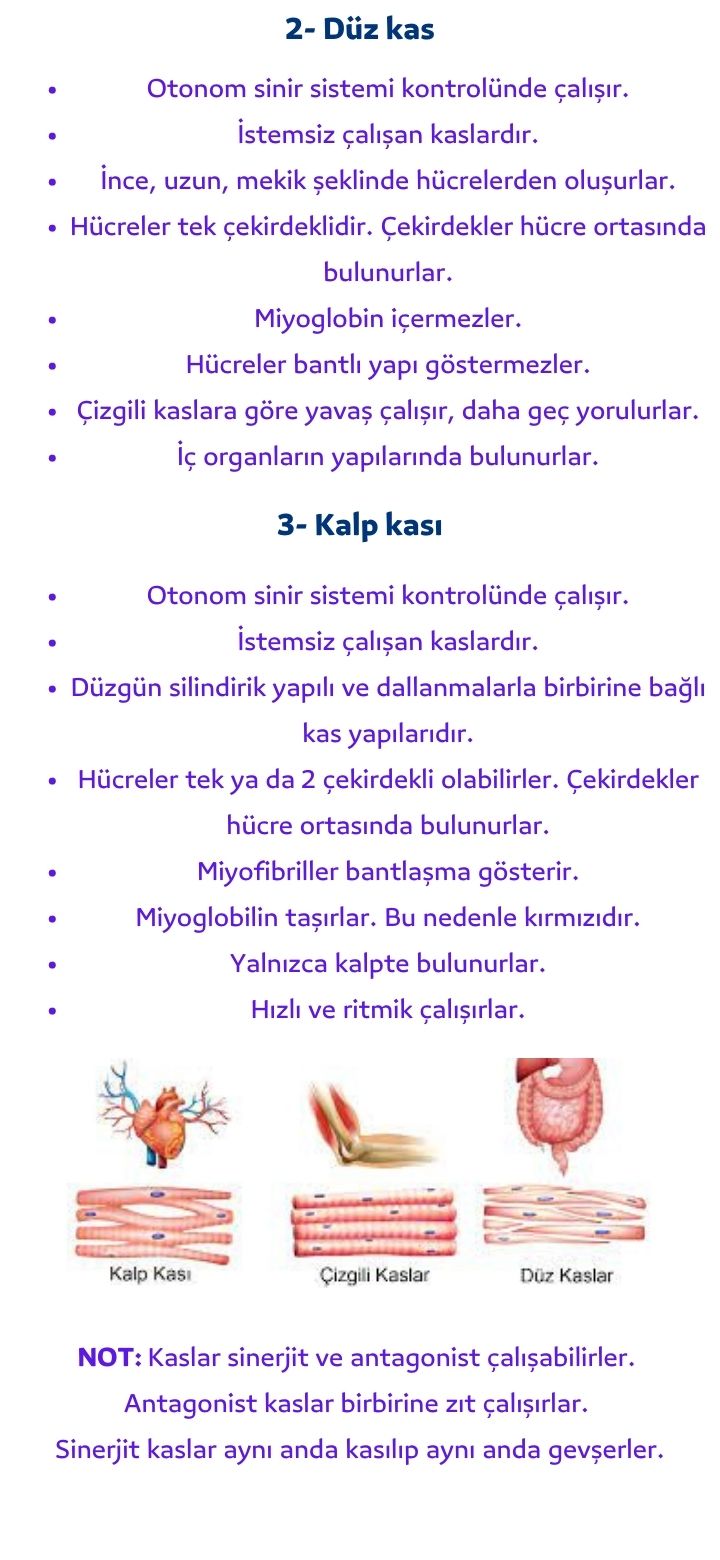 2- Düz kas
• Otonom sinir sistemi kontrolünde çalışır.
• İstemsiz çalışan kaslardır.
• İnce, uzun, mekik şeklinde hücrelerden oluşurlar.
• Hücreler tek çekirdeklidir. Çekirdekler hücre ortasında
bulunurlar.
• Miyoglobin içermezler.
• Hücreler bantlı yapı göstermezler.
• Çizgili kaslara göre yavaş çalışır, daha geç yorulurlar.
• İç organların yapılarında bulunurlar.
3- Kalp kası
• Otonom sinir sistemi kontrolünde çalışır.
• İstemsiz çalışan kaslardır.
• Düzgün silindirik yapılı ve dallanmalarla birbirine bağlı
kas yapılarıdır.
• Hücreler tek ya da 2 çekirdekli olabilirler. Çekirdekler
hücre ortasında bulunurlar.
• Miyofibriller bantlaşma gösterir.
• Miyoglobilin taşırlar. Bu nedenle kırmızıdır.
• Yalnızca kalpte bulunurlar.
• Hızlı ve ritmik çalışırlar.
Kalp Kası Çizgili Kaslar Düz Kaslar
NOT: Kaslar sinerjit ve antagonist çalışabilirler.
Antagonist kaslar birbirine zıt çalışırlar.
Sinerjit kaslar aynı anda kasılıp aynı anda gevşerler.